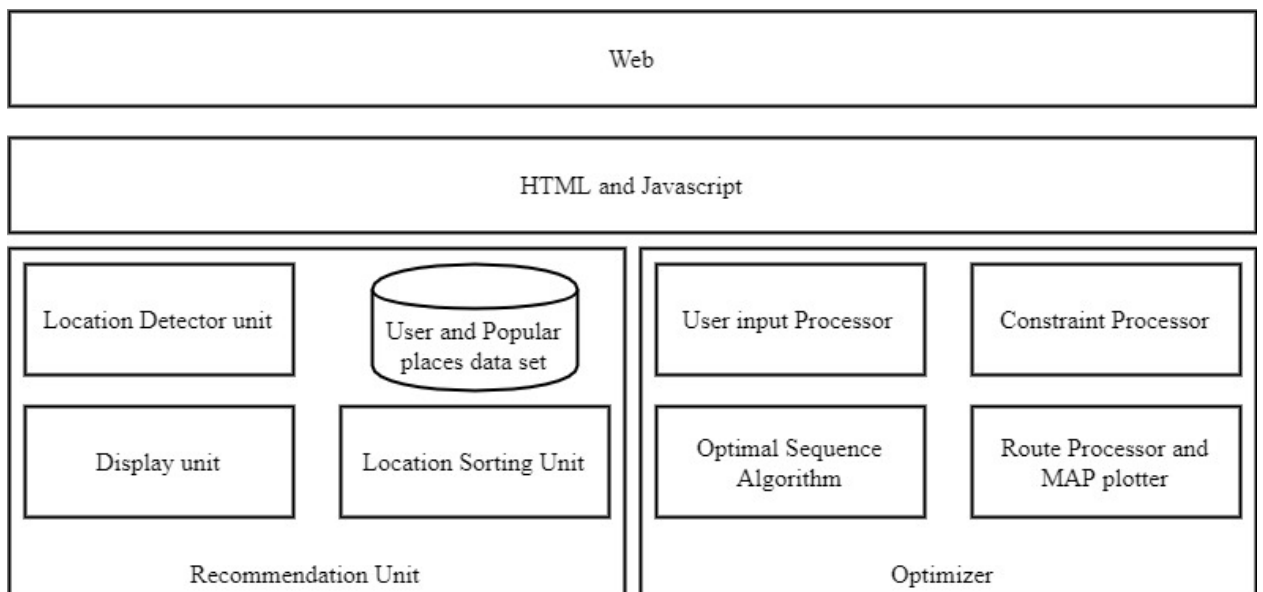 Web
HTML and Javascript
Location Detector unit
User and Popular
places data set
Display unit
Location Sorting Unit
Recommendation Unit
User input Processor
Constraint Processor
Optimal Sequence
Algorithm
Route Processor and
MAP plotter
Optimizer